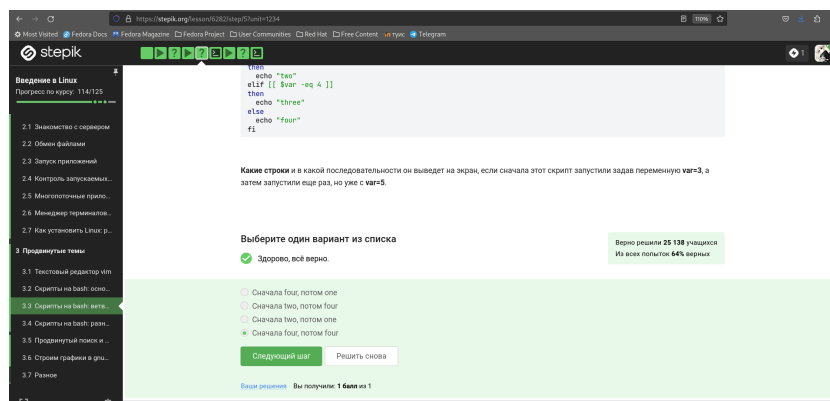 https://stepik.org/lesson/6282/step/5?unit=1234
110%
Most Visited Fedora Docs Fedora Magazine Fedora Project User Communities Red Hat Free Content туис Telegram
stepik
1
Введение в Linux
Прогресс по курсу: 114/125
2.1 Знакомство с сервером
2.2 Обмен файлами
2.3 Запуск приложений
2.4 Контроль запускаемых...
2.5 Многопоточные прило...
2.6 Менеджер терминалов...
2.7 Как установить Linux: р...
3 Продвинутые темы
3.1 Текстовый редактор vim
3.2 Скрипты на bash: осно...
3.3 Скрипты на bash: ветв...
3.4 Скрипты на bash: разн...
3.5 Продвинутый поиск и ...
3.6 Строим графики в gnu...
3.7 Разное
then
echo "two"
elif [[ $var -eq 4 ]]
then
echo "three"
else
echo "four"
fi
Какие строки и в какой последовательности он выведет на экран, если сначала этот скрипт запустили задав переменную var=3, а
затем запустили еще раз, но уже с var=5.
Выберите один вариант из списка
Здорово, всё верно.
Верно решили 25 138 учащихся
Из всех попыток 64% верных
Сначала four, потом one
Сначала two, потом four
Сначала two, потом one
Сначала four, потом four
Следующий шаг Решить снова
Ваши решения Вы получили: 1 балл из 1